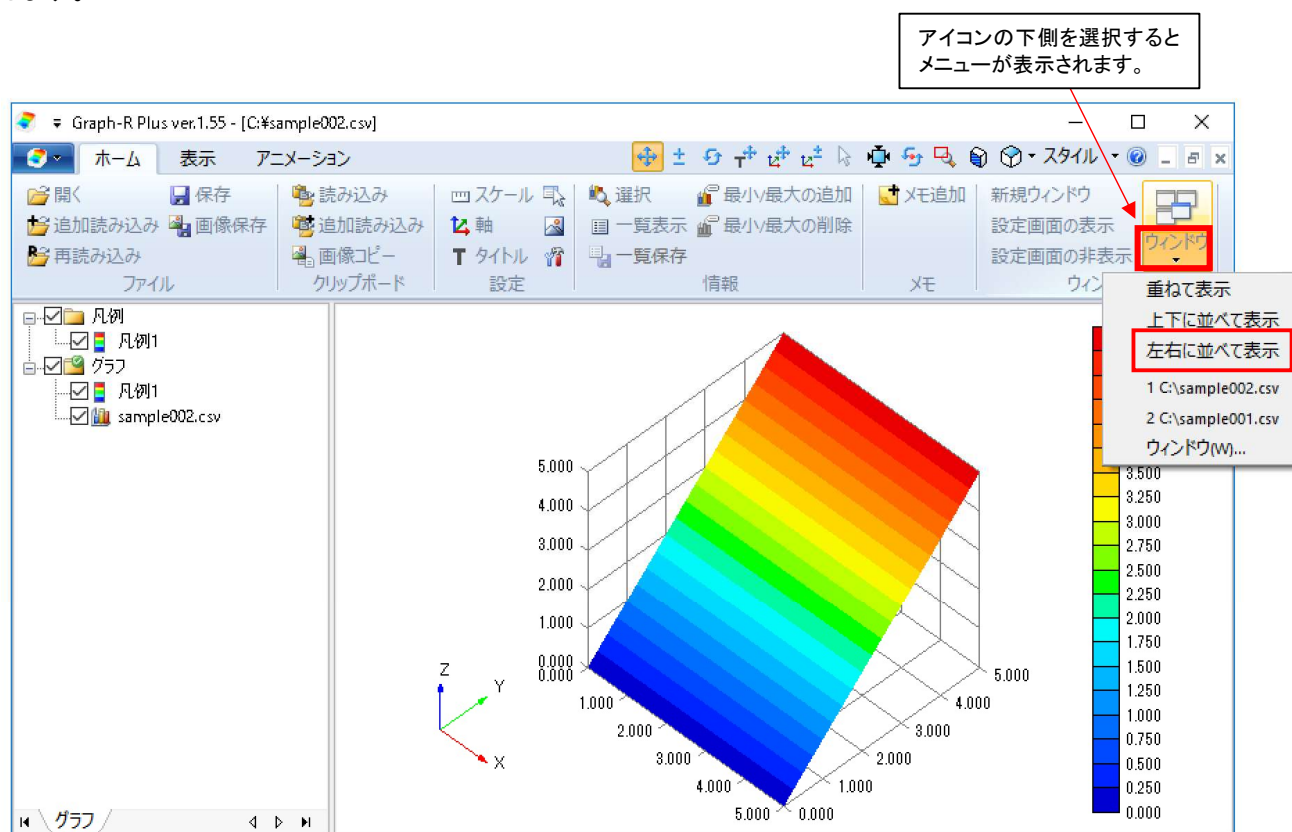 アイコンの下側を選択すると
メニューが表示されます。
Graph-R Plus ver.1.55 - [C:¥sample002.csv]
ホーム 表示 アニメーション スタイル
開く 保存 読み込み スケール 選択 最小/最大の追加 メモ追加 新規ウィンドウ
追加読み込み 画像保存 追加読み込み 軸 一覧表示 最小/最大の削除 設定画面の表示 ウィンドウ
再読み込み 画像コピー タイトル 一覧保存 設定画面の非表示
ファイル クリップボード 設定 情報 メモ ウィン
重ねて表示
上下に並べて表示
左右に並べて表示
1 C:\sample002.csv
2 C:\sample001.csv
ウィンドウ(W)...
凡例
凡例1
グラフ
凡例1
sample002.csv
5.000
4.000
3.000
2.000
1.000
0.000
0.000
1.000
2.000
3.000
4.000
5.000
0.000
1.000
2.000
3.000
4.000
5.000
Z
Y
X
3.500
3.250
3.000
2.750
2.500
2.250
2.000
1.750
1.500
1.250
1.000
0.750
0.500
0.250
0.000
グラフ